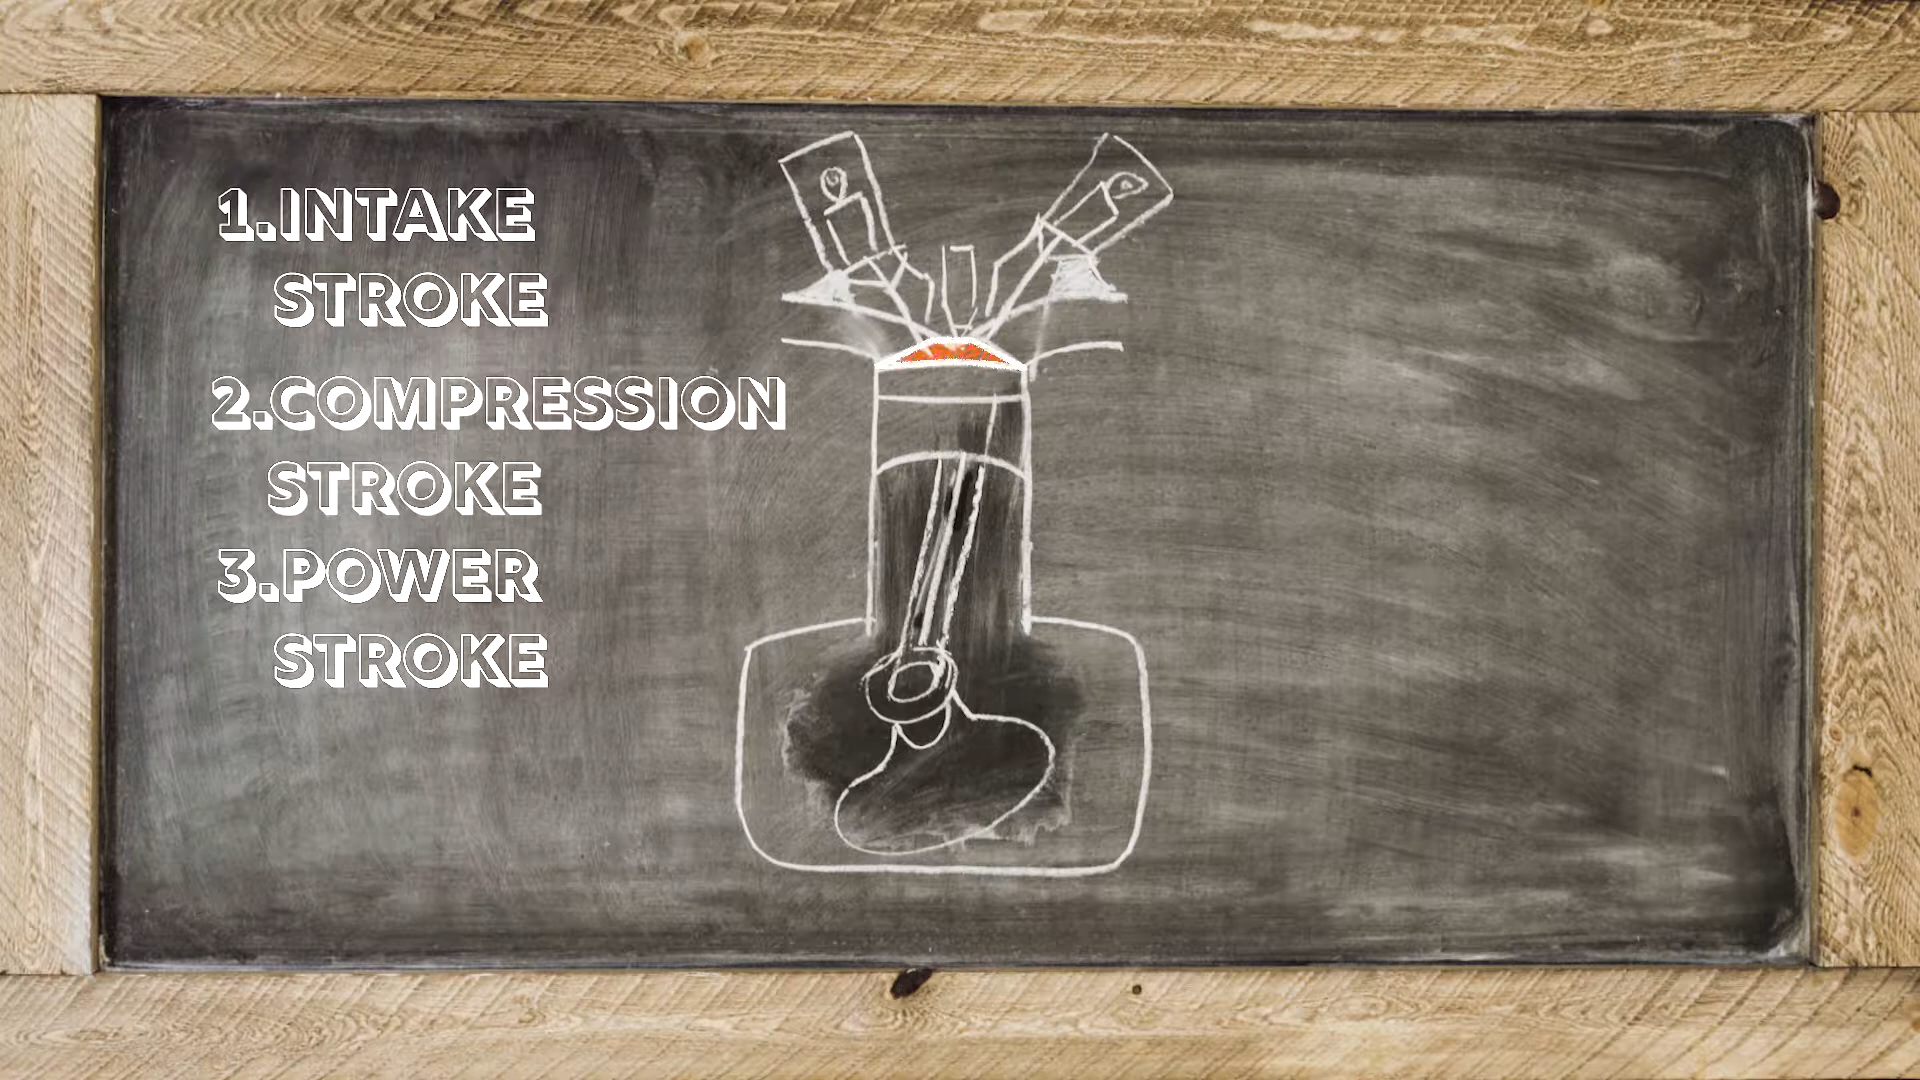 1.INTAKE
STROKE
2.COMPRESSION
STROKE
3.POWER
STROKE